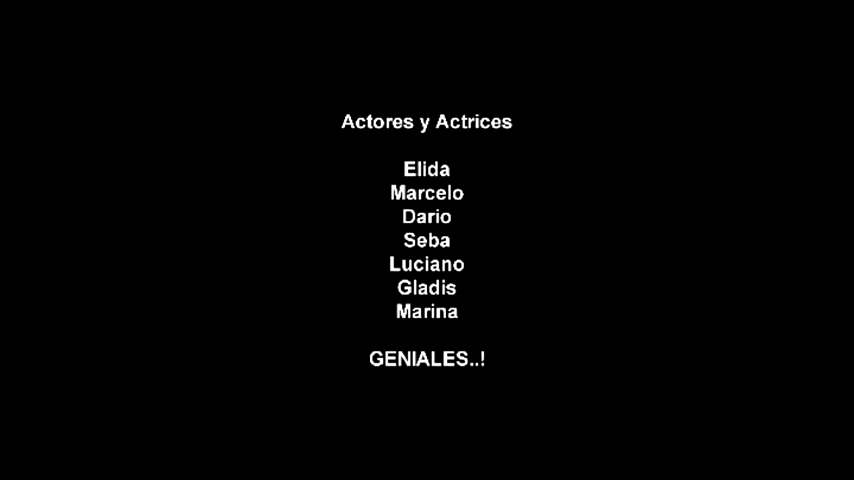 Actores y Actrices
Elida
Marcelo
Dario
Seba
Luciano
Gladis
Marina
GENIALES..!